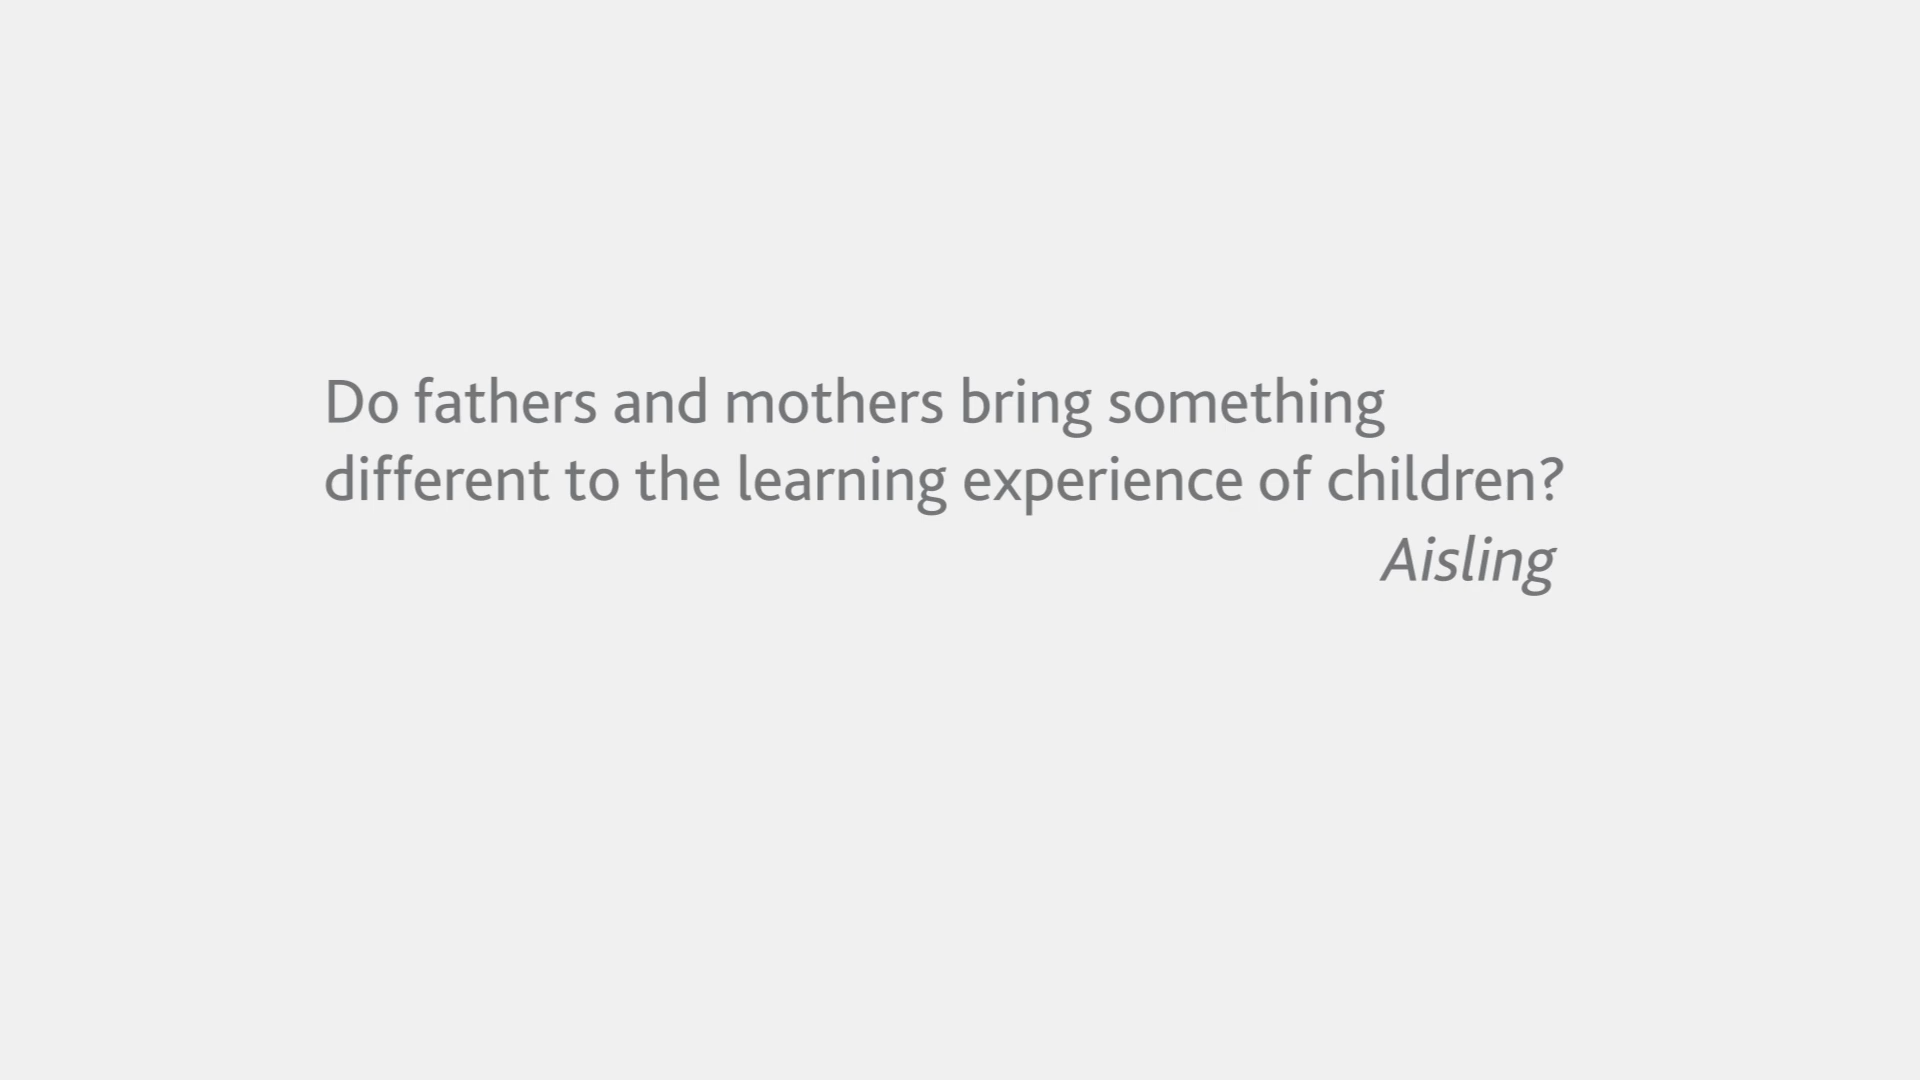 Do fathers and mothers bring something
different to the learning experience of children?
Aisling